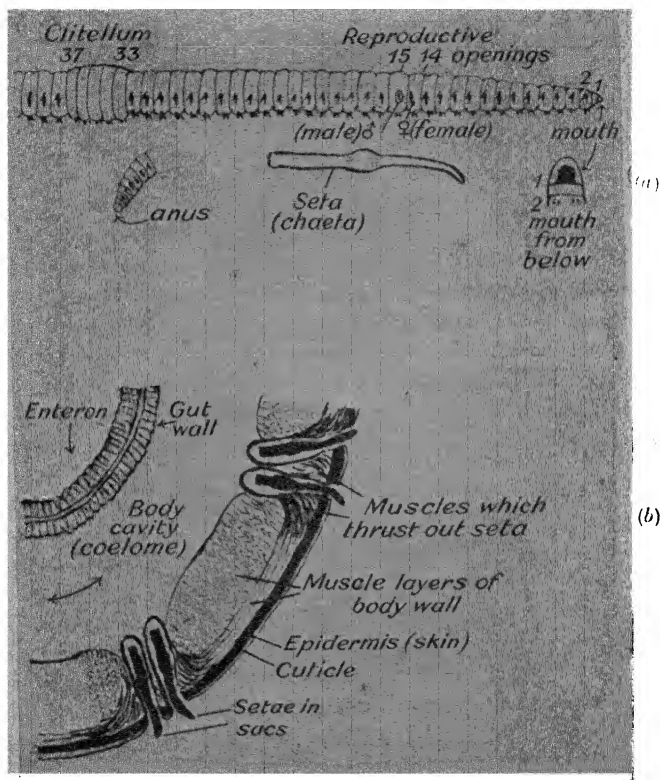 Clitellum
37 33
Reproductive
15 14 openings
2 1
(male)♂ ♀(female)
mouth
anus
Seta
(chaeta)
1
2
mouth
from
below
(a)
Enteron
Gut
wall
Body
cavity
(coelome)
Muscles which
thrust out seta
(b)
Muscle layers of
body wall
Epidermis (skin)
Cuticle
Setae in
sacs